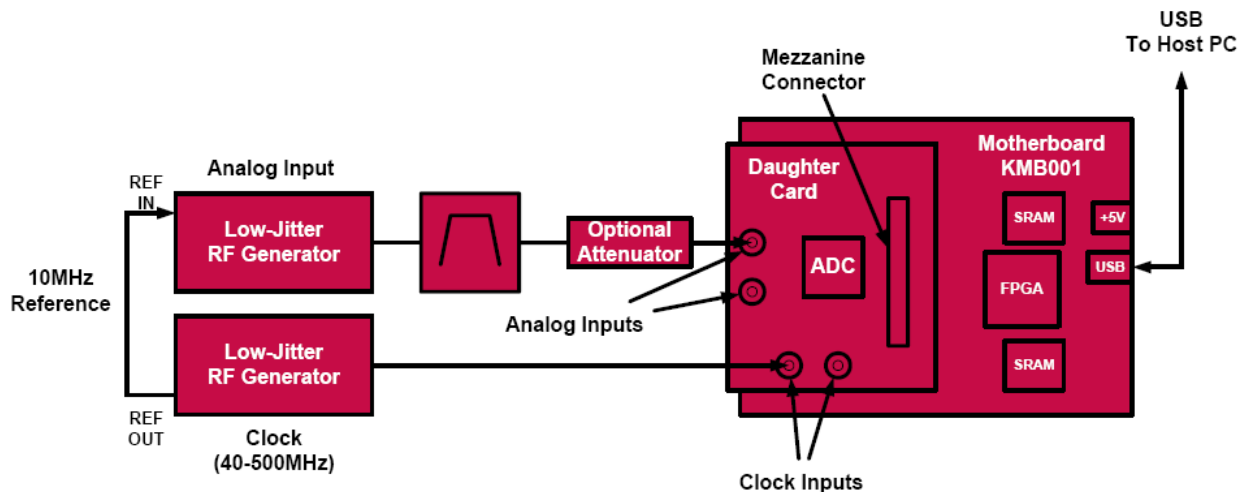 USB
To Host PC
Mezzanine
Connector
Motherboard
KMB001
Daughter
Card
Analog Input
REF
IN
Low-Jitter
RF Generator
Optional
Attenuator
ADC
SRAM
+5V
USB
FPGA
10MHz
Reference
Analog Inputs
Low-Jitter
RF Generator
SRAM
REF
OUT
Clock
(40-500MHz)
Clock Inputs